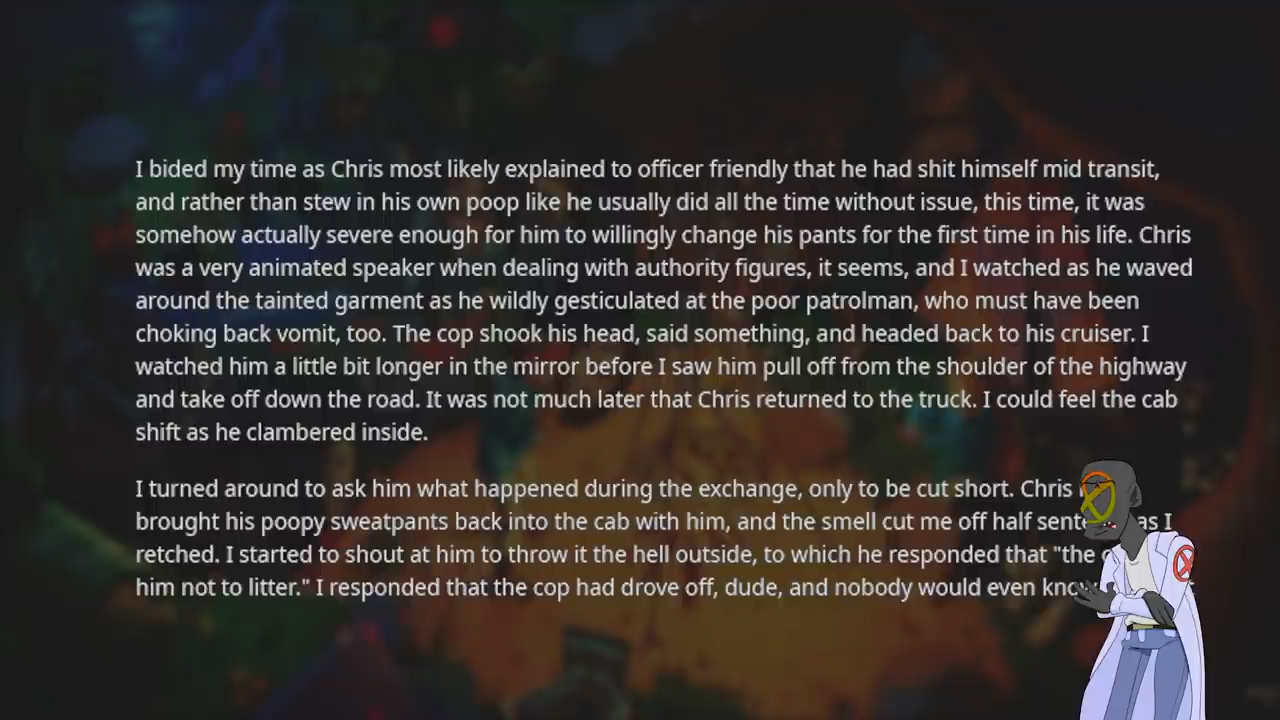 I bided my time as Chris most likely explained to officer friendly that he had shit himself mid transit,
and rather than stew in his own poop like he usually did all the time without issue, this time, it was
somehow actually severe enough for him to willingly change his pants for the first time in his life. Chris
was a very animated speaker when dealing with authority figures, it seems, and I watched as he waved
around the tainted garment as he wildly gesticulated at the poor patrolman, who must have been
choking back vomit, too. The cop shook his head, said something, and headed back to his cruiser. I
watched him a little bit longer in the mirror before I saw him pull off from the shoulder of the highway
and take off down the road. It was not much later that Chris returned to the truck. I could feel the cab
shift as he clambered inside.
I turned around to ask him what happened during the exchange, only to be cut short. Chris
brought his poopy sweatpants back into the cab with him, and the smell cut me off half as I
retched. I started to shout at him to throw it the hell outside, to which he responded that "the
him not to litter." I responded that the cop had drove off, dude, and nobody would even